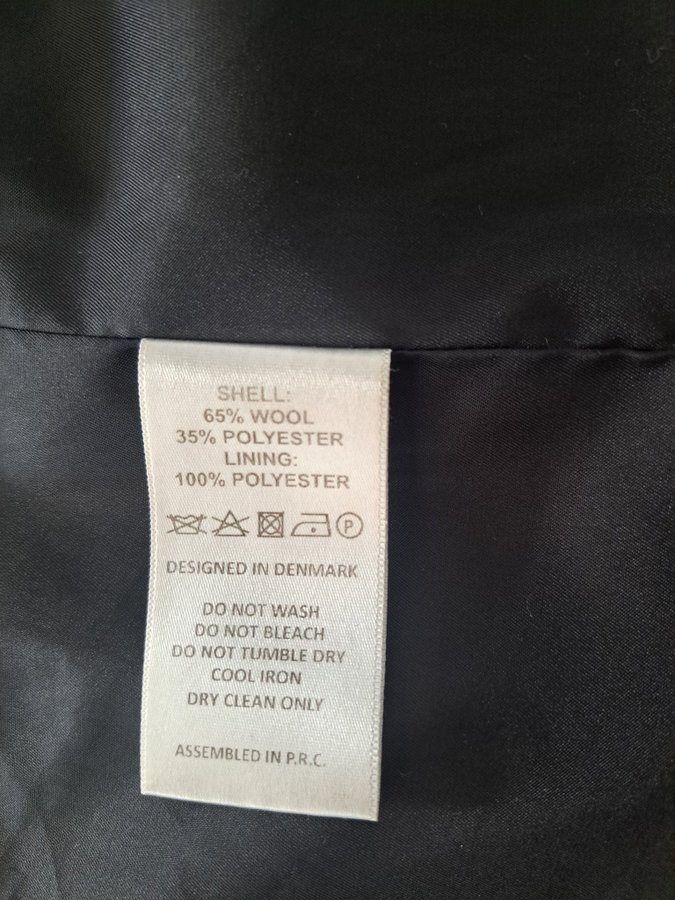 SHELL:
65% WOOL
35% POLYESTER
LINING:
100% POLYESTER
P
DESIGNED IN DENMARK
DO NOT WASH
DO NOT BLEACH
DO NOT TUMBLE DRY
COOL IRON
DRY CLEAN ONLY
ASSEMBLED IN P.R.C.